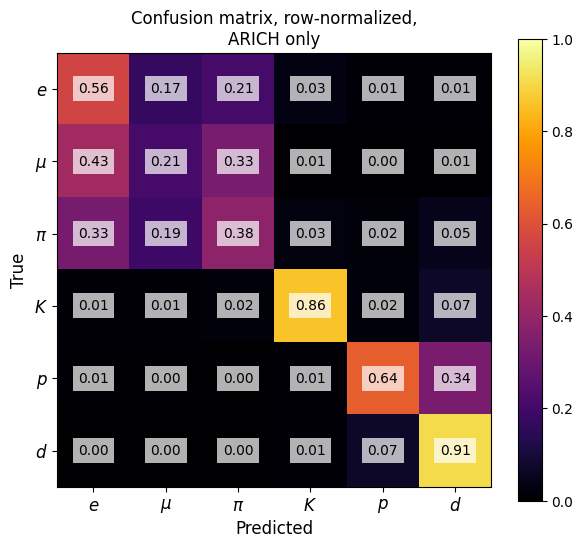 Confusion matrix, row-normalized,
ARICH only
True
e 0.56 0.17 0.21 0.03 0.01 0.01
μ 0.43 0.21 0.33 0.01 0.00 0.01
π 0.33 0.19 0.38 0.03 0.02 0.05
K 0.01 0.01 0.02 0.86 0.02 0.07
p 0.01 0.00 0.00 0.01 0.64 0.34
d 0.00 0.00 0.00 0.01 0.07 0.91
e μ π K p d
Predicted
1.0
0.8
0.6
0.4
0.2
0.0